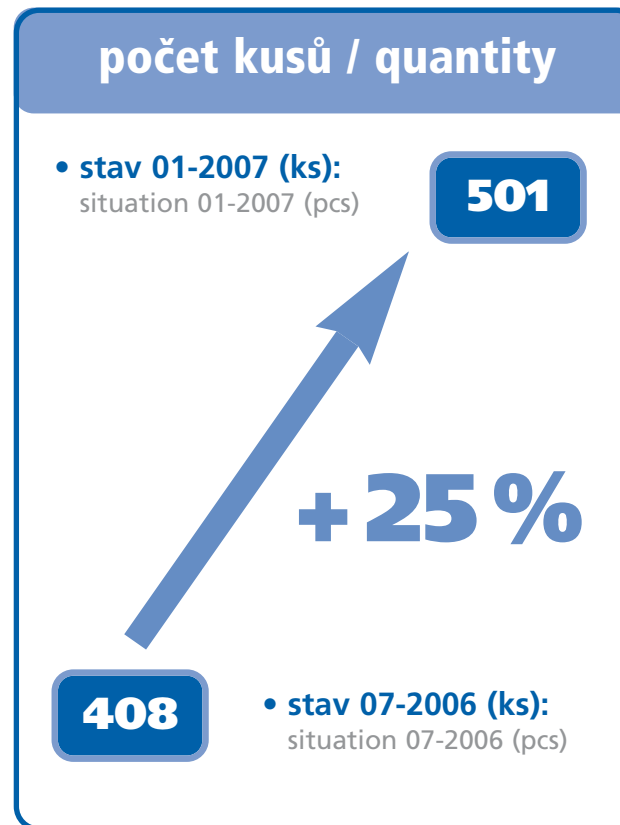 počet kusů / quantity
• stav 01-2007 (ks):
situation 01-2007 (pcs)
501
+ 25 %
408
• stav 07-2006 (ks):
situation 07-2006 (pcs)